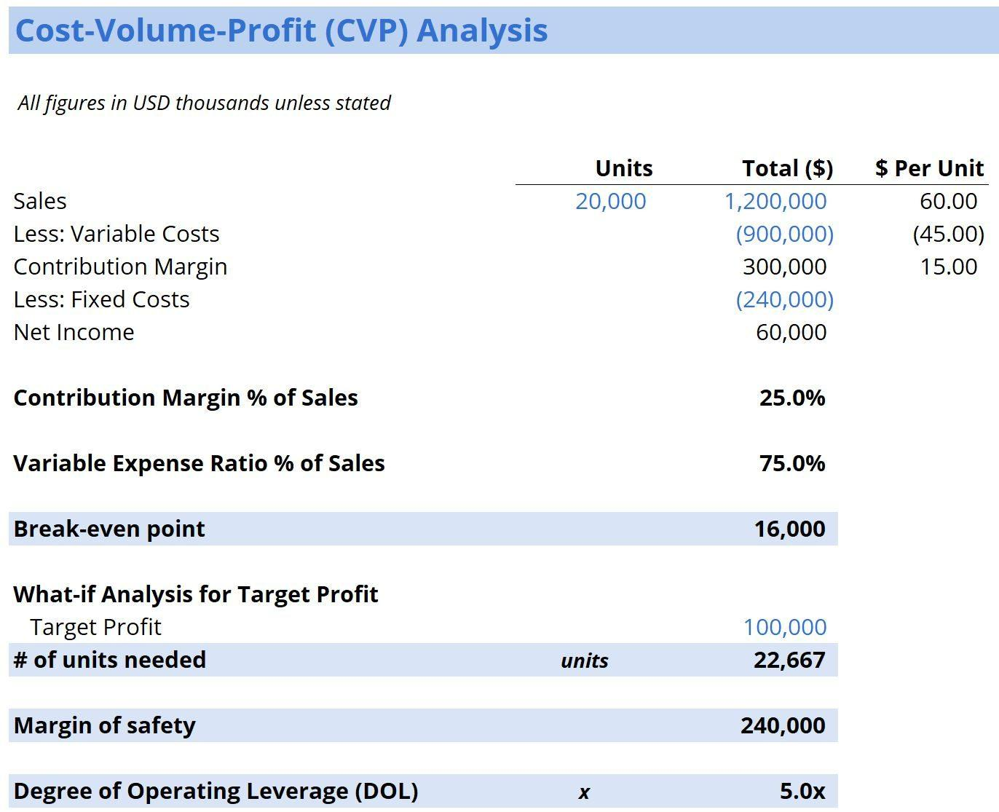 Cost-Volume-Profit (CVP) Analysis
All figures in USD thousands unless stated
Units Total ($) $ Per Unit
Sales 20,000 1,200,000 60.00
Less: Variable Costs (900,000) (45.00)
Contribution Margin 300,000 15.00
Less: Fixed Costs (240,000)
Net Income 60,000
Contribution Margin % of Sales 25.0%
Variable Expense Ratio % of Sales 75.0%
Break-even point 16,000
What-if Analysis for Target Profit
Target Profit 100,000
# of units needed units 22,667
Margin of safety 240,000
Degree of Operating Leverage (DOL) x 5.0x